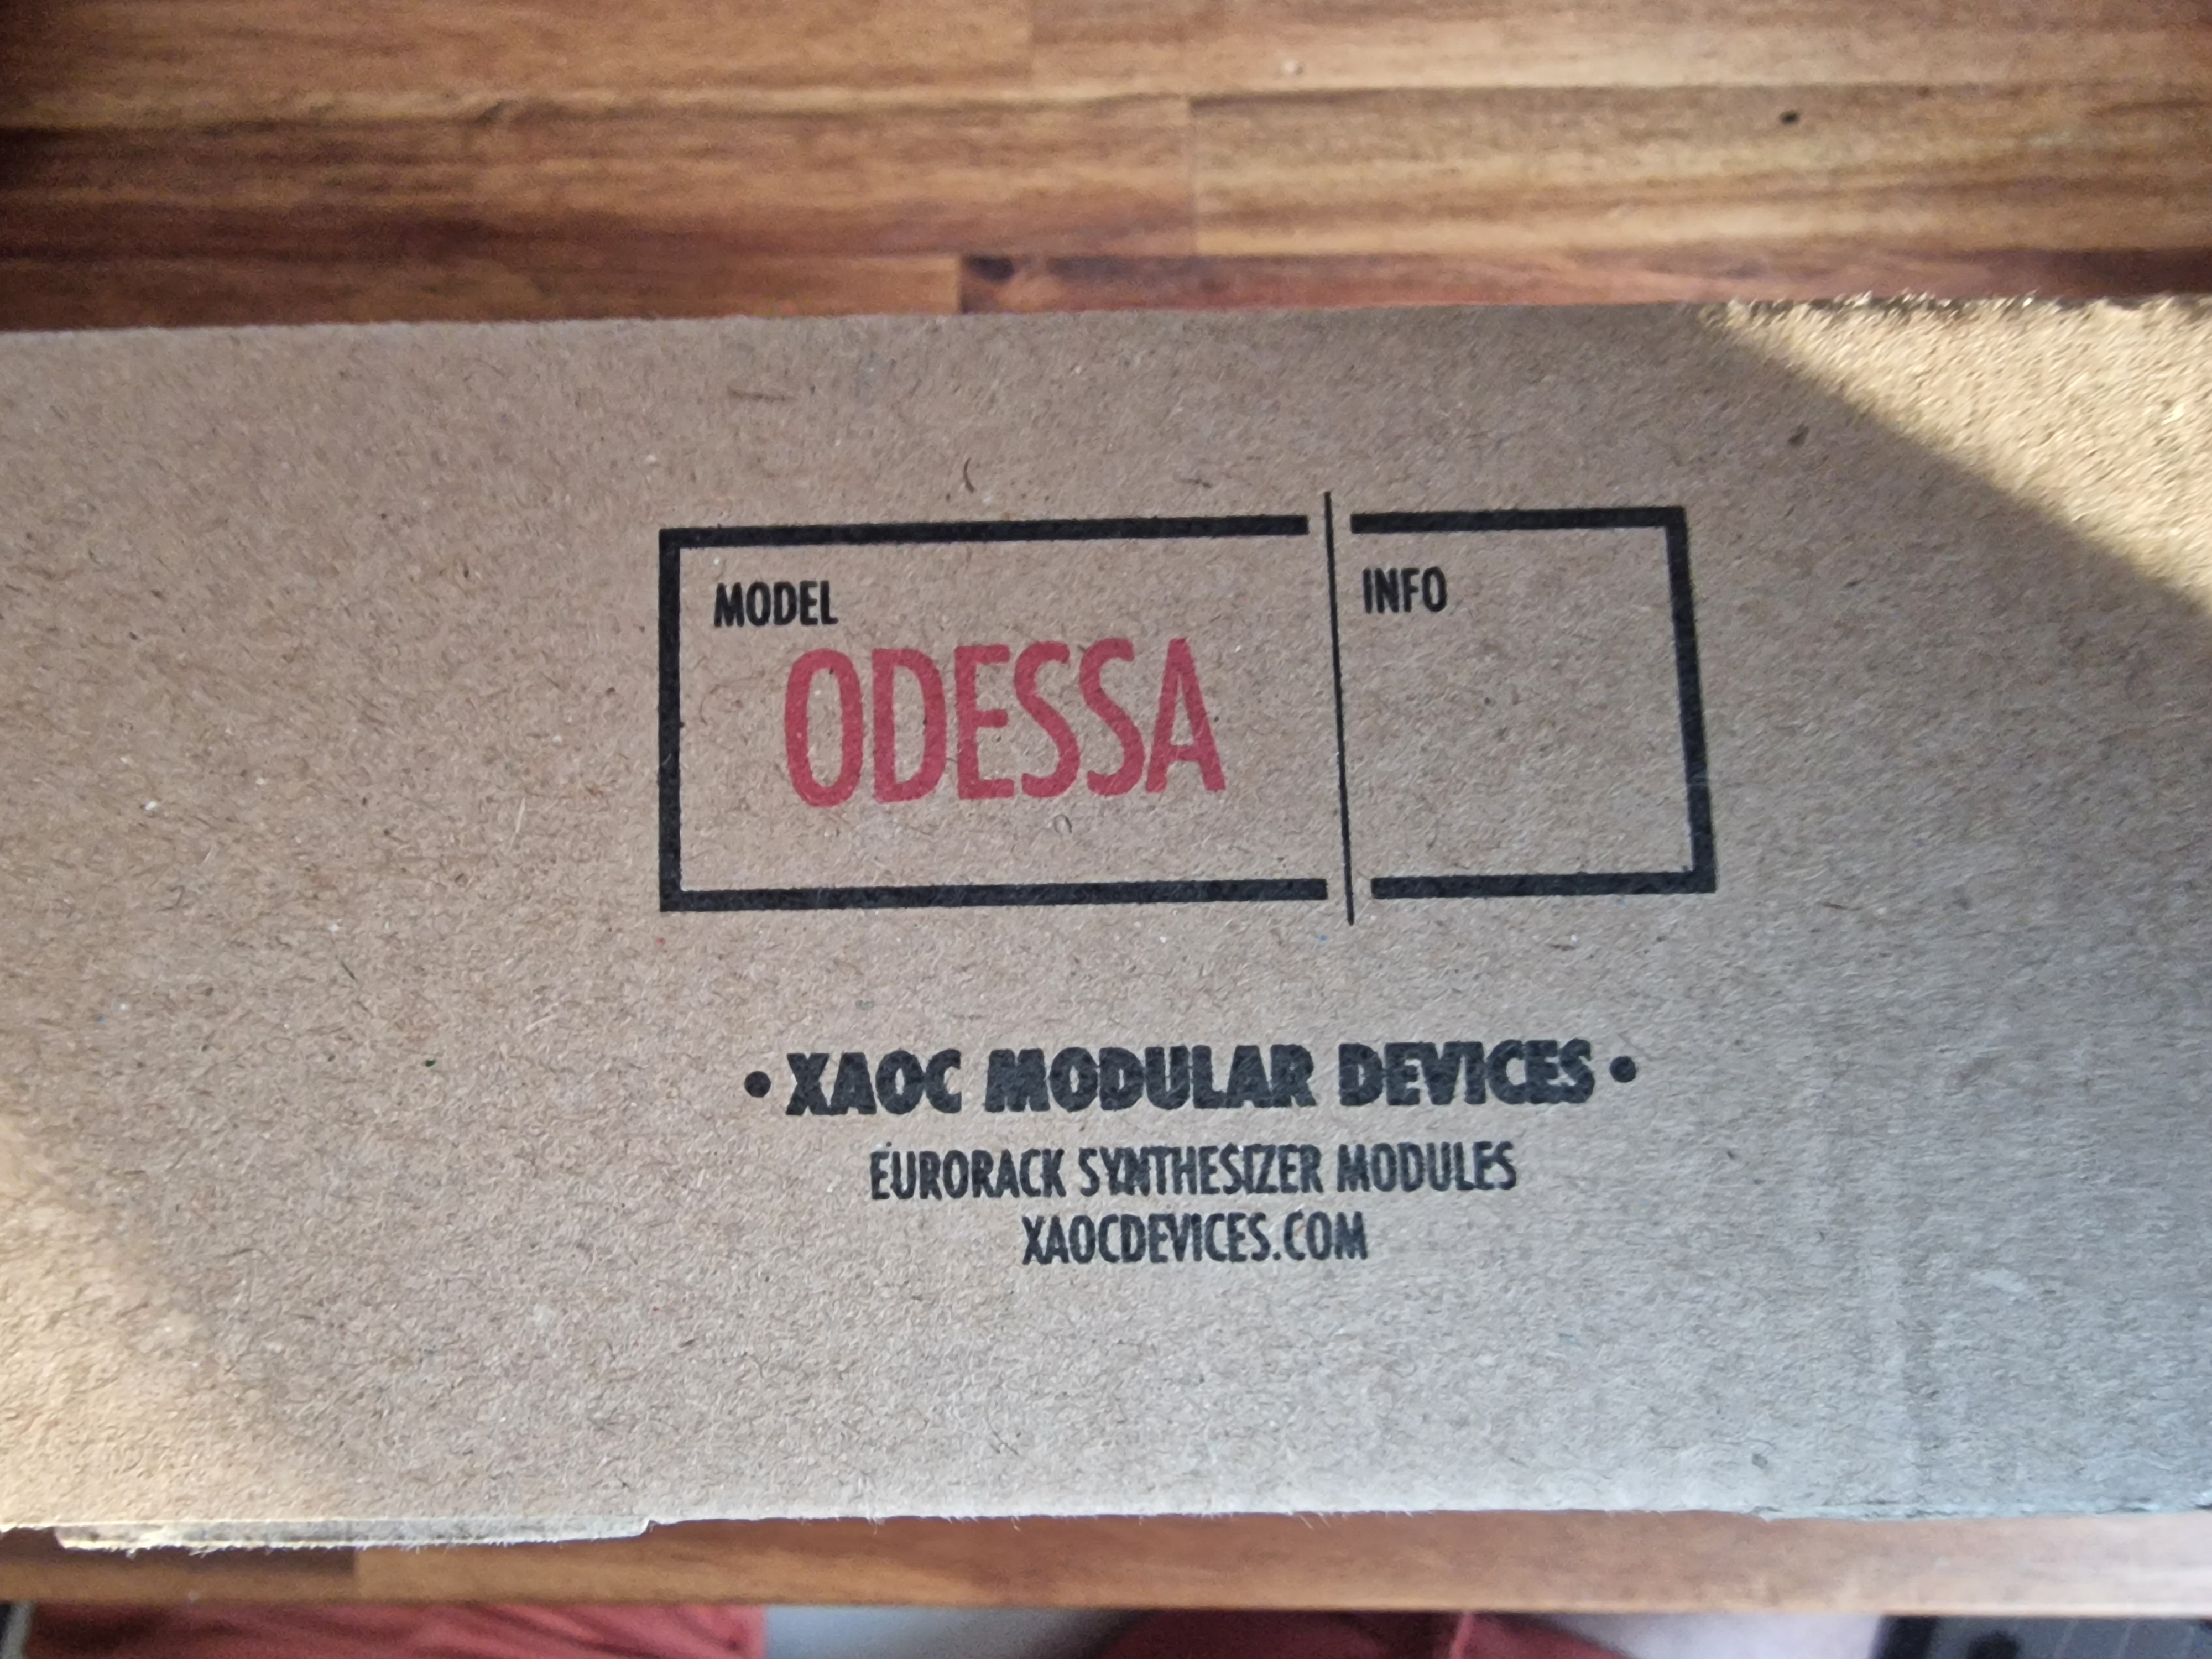 MODEL
INFO
ODESSA
• XAOC MODULAR DEVICES •
EURORACK SYNTHESIZER MODULES
XAOCDEVICES.COM